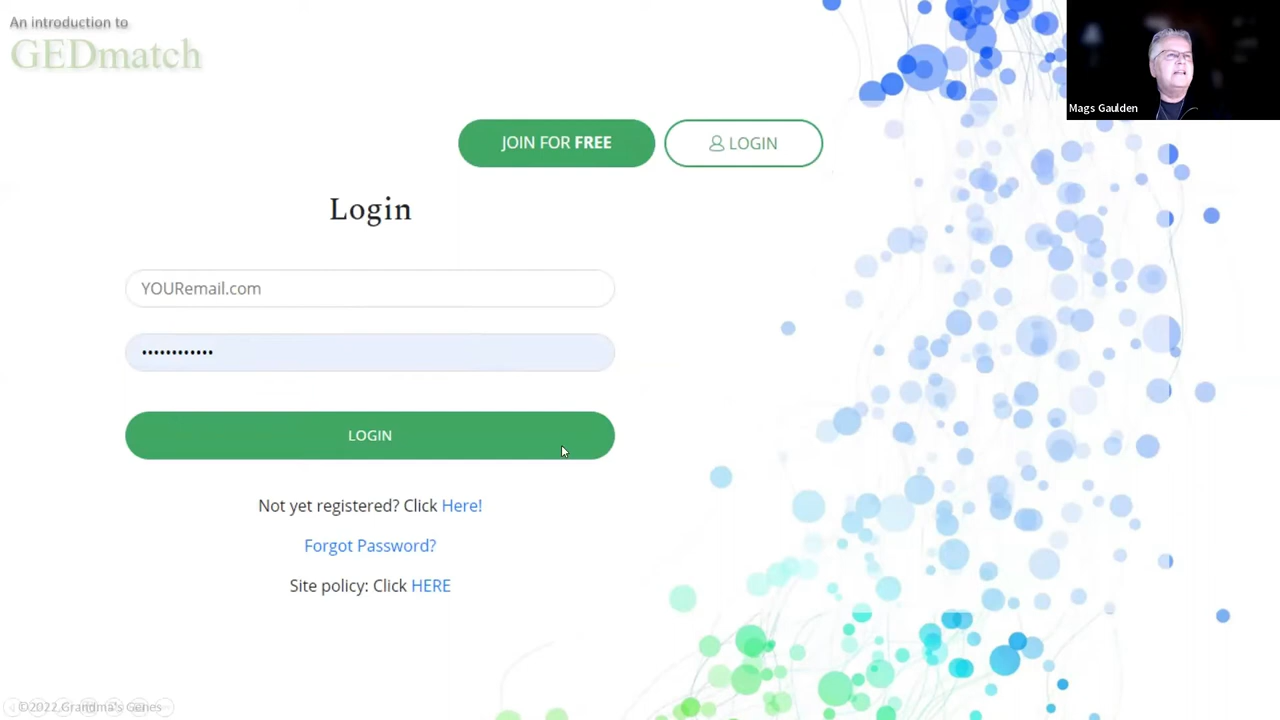 An introduction to
GEDmatch
Mags Gaulden
JOIN FOR FREE
LOGIN
Login
YOURemail.com
••••••••••••
LOGIN
Not yet registered? Click Here!
Forgot Password?
Site policy: Click HERE
©2022 Grandma's Genes